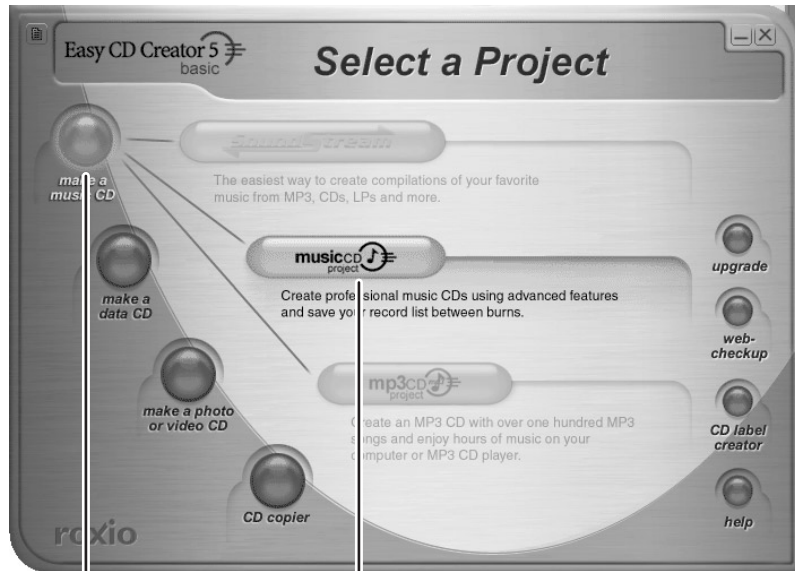 Easy CD Creator 5
basic
Select a Project
make a
music CD
SoundStream
The easiest way to create compilations of your favorite
music from MP3, CDs, LPs and more.
make a
data CD
musicCD
project
Create professional music CDs using advanced features
and save your record list between burns.
make a photo
or video CD
mp3CD
project
Create an MP3 CD with over one hundred MP3
songs and enjoy hours of music on your
computer or MP3 CD player.
CD copier
upgrade
web-
checkup
CD label
creator
help
roxio